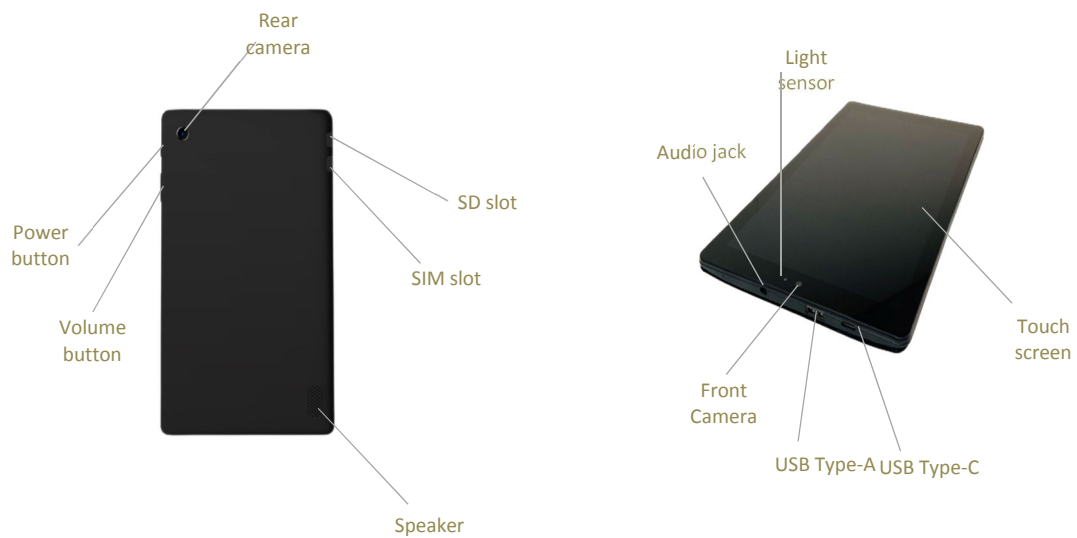 Rear
camera
Power
button
Volume
button
SD slot
SIM slot
Speaker
Light
sensor
Audio jack
Touch
screen
Front
Camera
USB Type-A
USB Type-C